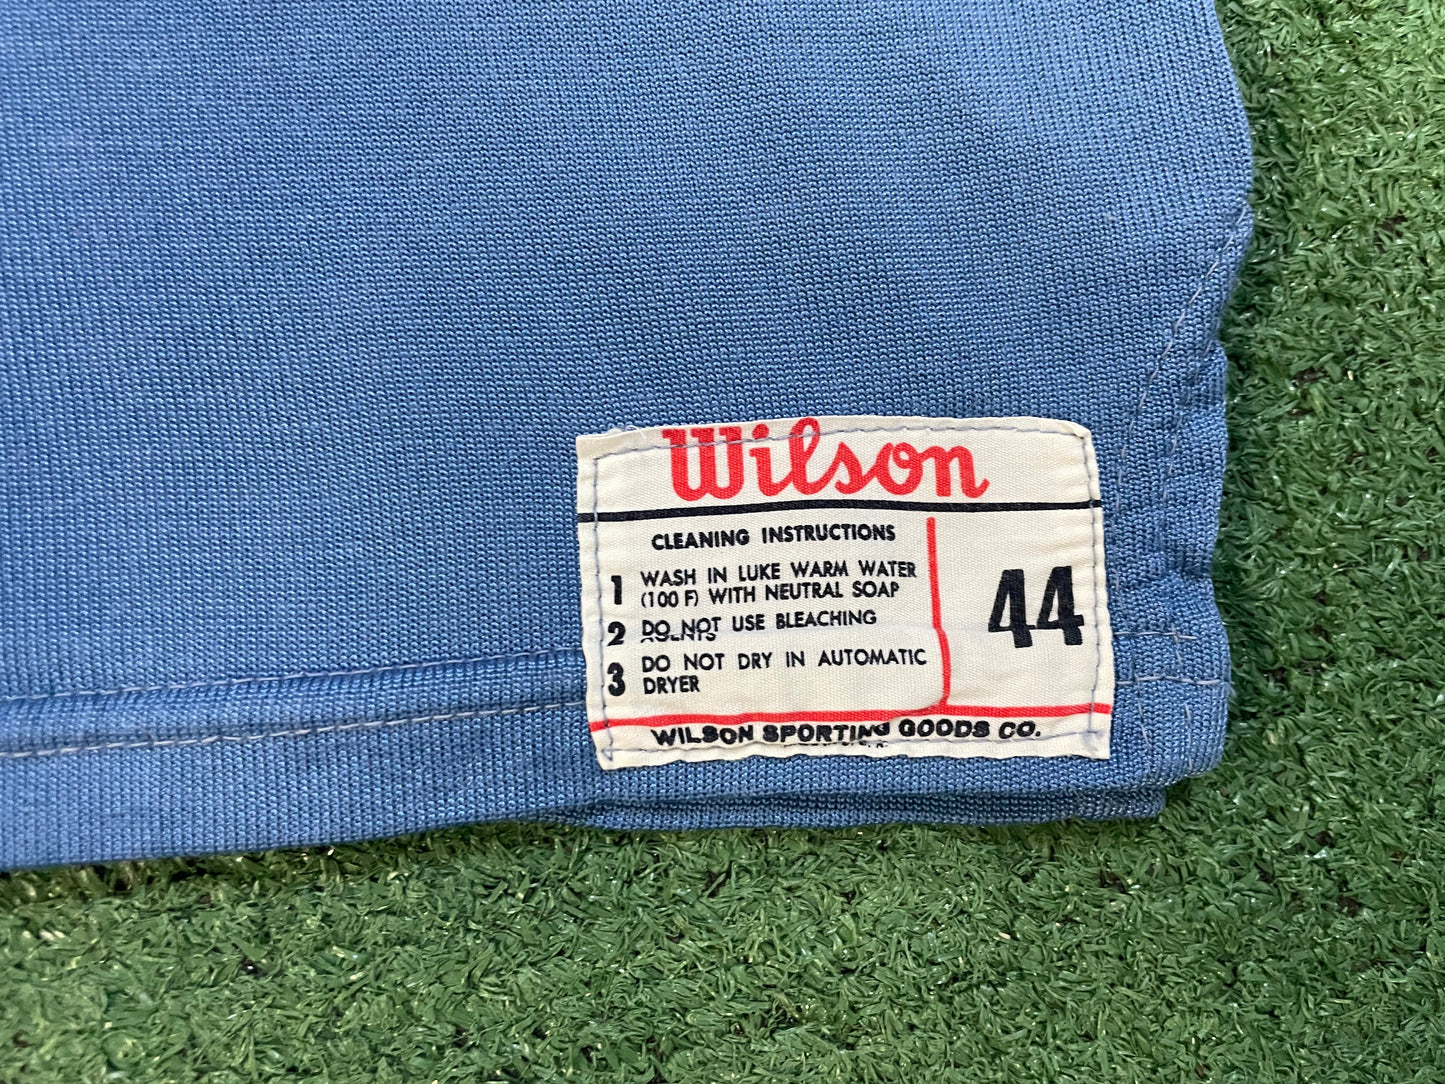 Wilson
CLEANING INSTRUCTIONS
1 WASH IN LUKE WARM WATER
(100 F) WITH NEUTRAL SOAP
2 DO NOT USE BLEACHING
AGENTS
3 DO NOT DRY IN AUTOMATIC
DRYER
44
WILSON SPORTING GOODS CO.